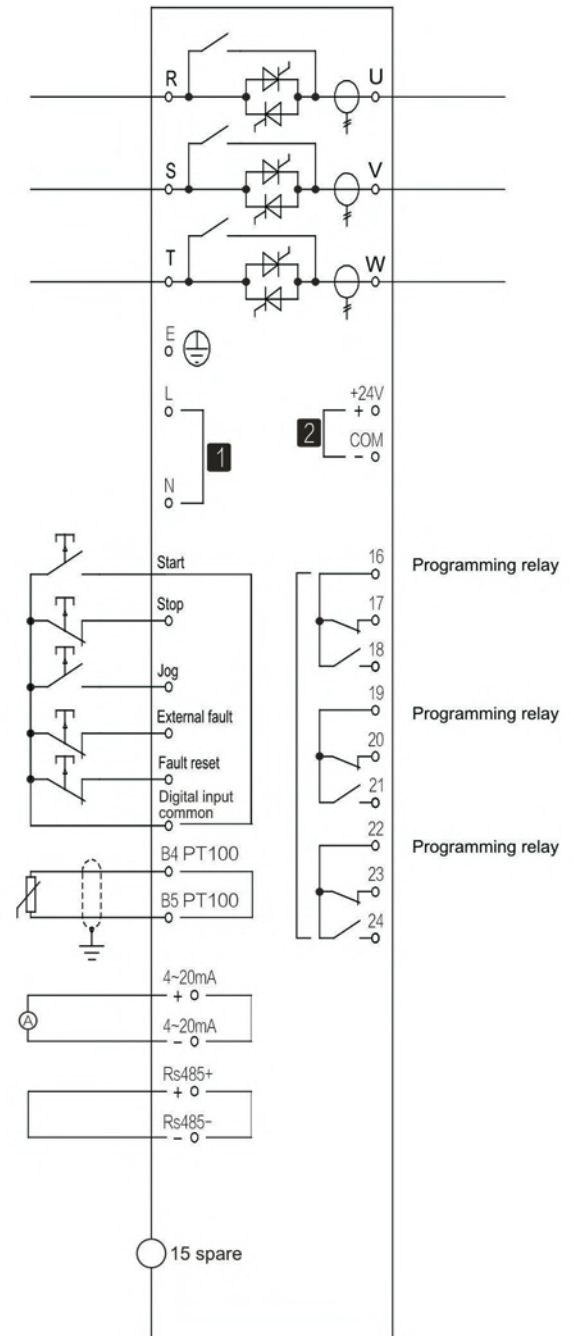 R
U
S
V
T
W
E
L
+24V
+
1
2
COM
-
N
Start
16
Programming relay
Stop
17
18
Jog
19
Programming relay
External fault
20
Fault reset
21
Digital input
common
22
Programming relay
B4 PT100
23
B5 PT100
24
4~20mA
+
A
4~20mA
-
Rs485+
+
Rs485-
-
15 spare